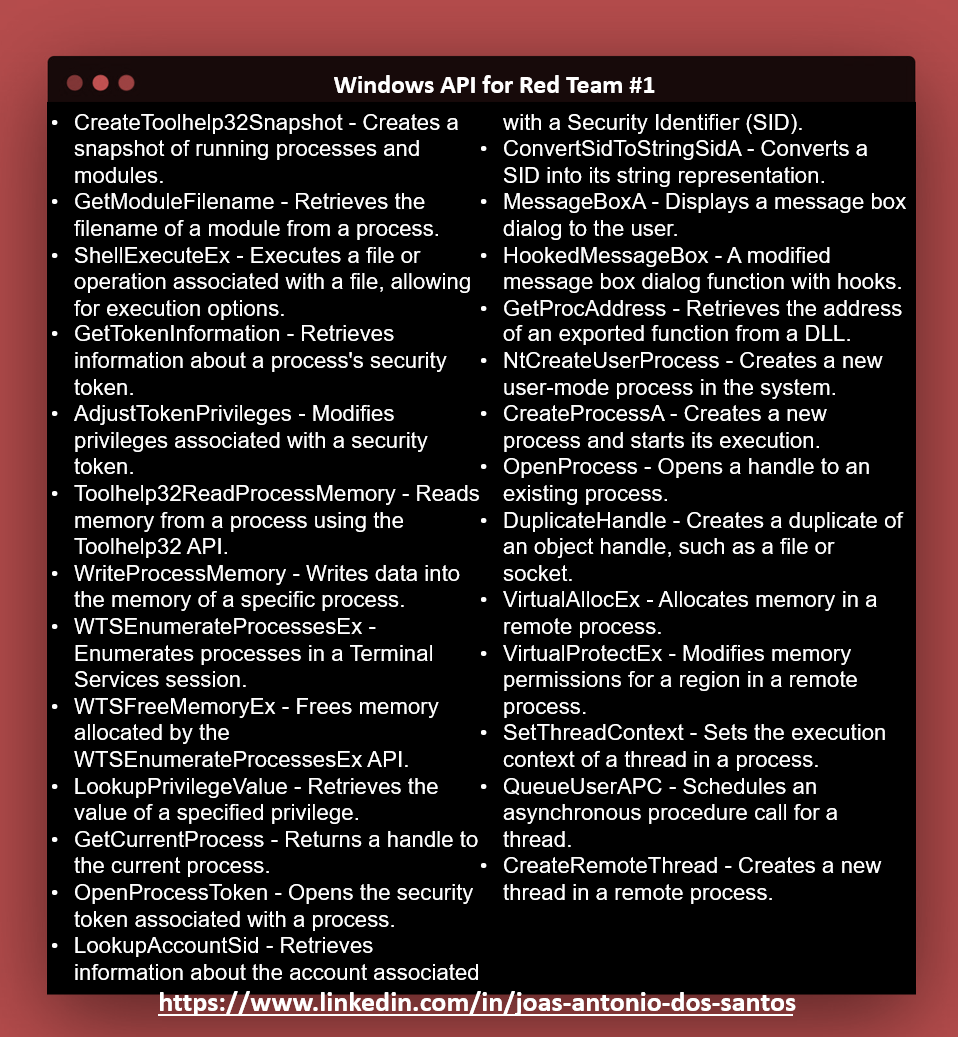 Windows API for Red Team #1
• CreateToolhelp32Snapshot - Creates a
snapshot of running processes and
modules.
• GetModuleFilename - Retrieves the
filename of a module from a process.
• ShellExecuteEx - Executes a file or
operation associated with a file, allowing
for execution options.
• GetTokenInformation - Retrieves
information about a process's security
token.
• AdjustTokenPrivileges - Modifies
privileges associated with a security
token.
• Toolhelp32ReadProcessMemory - Reads
memory from a process using the
Toolhelp32 API.
• WriteProcessMemory - Writes data into
the memory of a specific process.
• WTSEnumerateProcessesEx -
Enumerates processes in a Terminal
Services session.
• WTSFreeMemoryEx - Frees memory
allocated by the
WTSEnumerateProcessesEx API.
• LookupPrivilegeValue - Retrieves the
value of a specified privilege.
• GetCurrentProcess - Returns a handle to
the current process.
• OpenProcessToken - Opens the security
token associated with a process.
• LookupAccountSid - Retrieves
information about the account associated
with a Security Identifier (SID).
• ConvertSidToStringSidA - Converts a
SID into its string representation.
• MessageBoxA - Displays a message box
dialog to the user.
• HookedMessageBox - A modified
message box dialog function with hooks.
• GetProcAddress - Retrieves the address
of an exported function from a DLL.
• NtCreateUserProcess - Creates a new
user-mode process in the system.
• CreateProcessA - Creates a new
process and starts its execution.
• OpenProcess - Opens a handle to an
existing process.
• DuplicateHandle - Creates a duplicate of
an object handle, such as a file or
socket.
• VirtualAllocEx - Allocates memory in a
remote process.
• VirtualProtectEx - Modifies memory
permissions for a region in a remote
process.
• SetThreadContext - Sets the execution
context of a thread in a process.
• QueueUserAPC - Schedules an
asynchronous procedure call for a
thread.
• CreateRemoteThread - Creates a new
thread in a remote process.
https://www.linkedin.com/in/joas-antonio-dos-santos